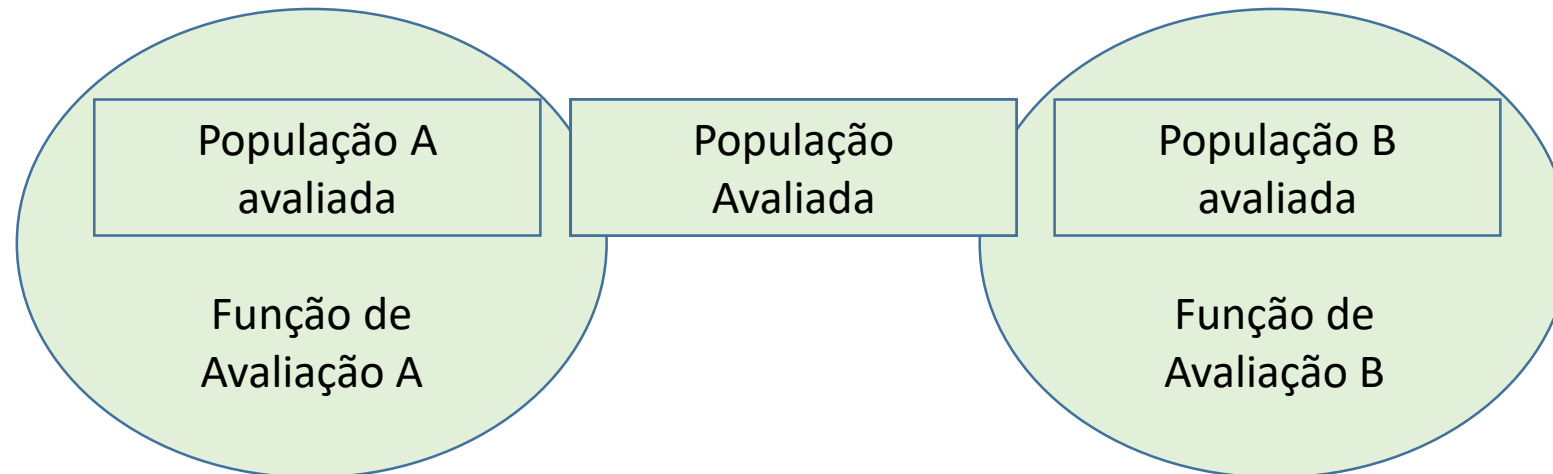 População A
avaliada
População
Avaliada
População B
avaliada
Função de
Avaliação A
Função de
Avaliação B